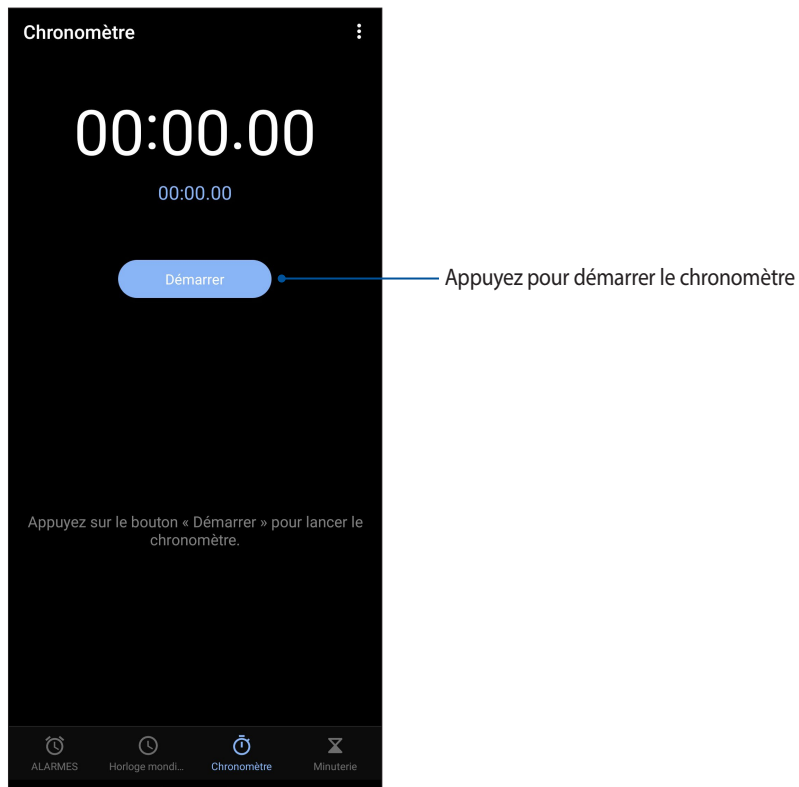 Chronomètre
00:00.00
00:00.00
Démarrer
Appuyez pour démarrer le chronomètre
Appuyez sur le bouton « Démarrer » pour lancer le
chronomètre.
ALARMES
Horloge mondi...
Chronomètre
Minuterie